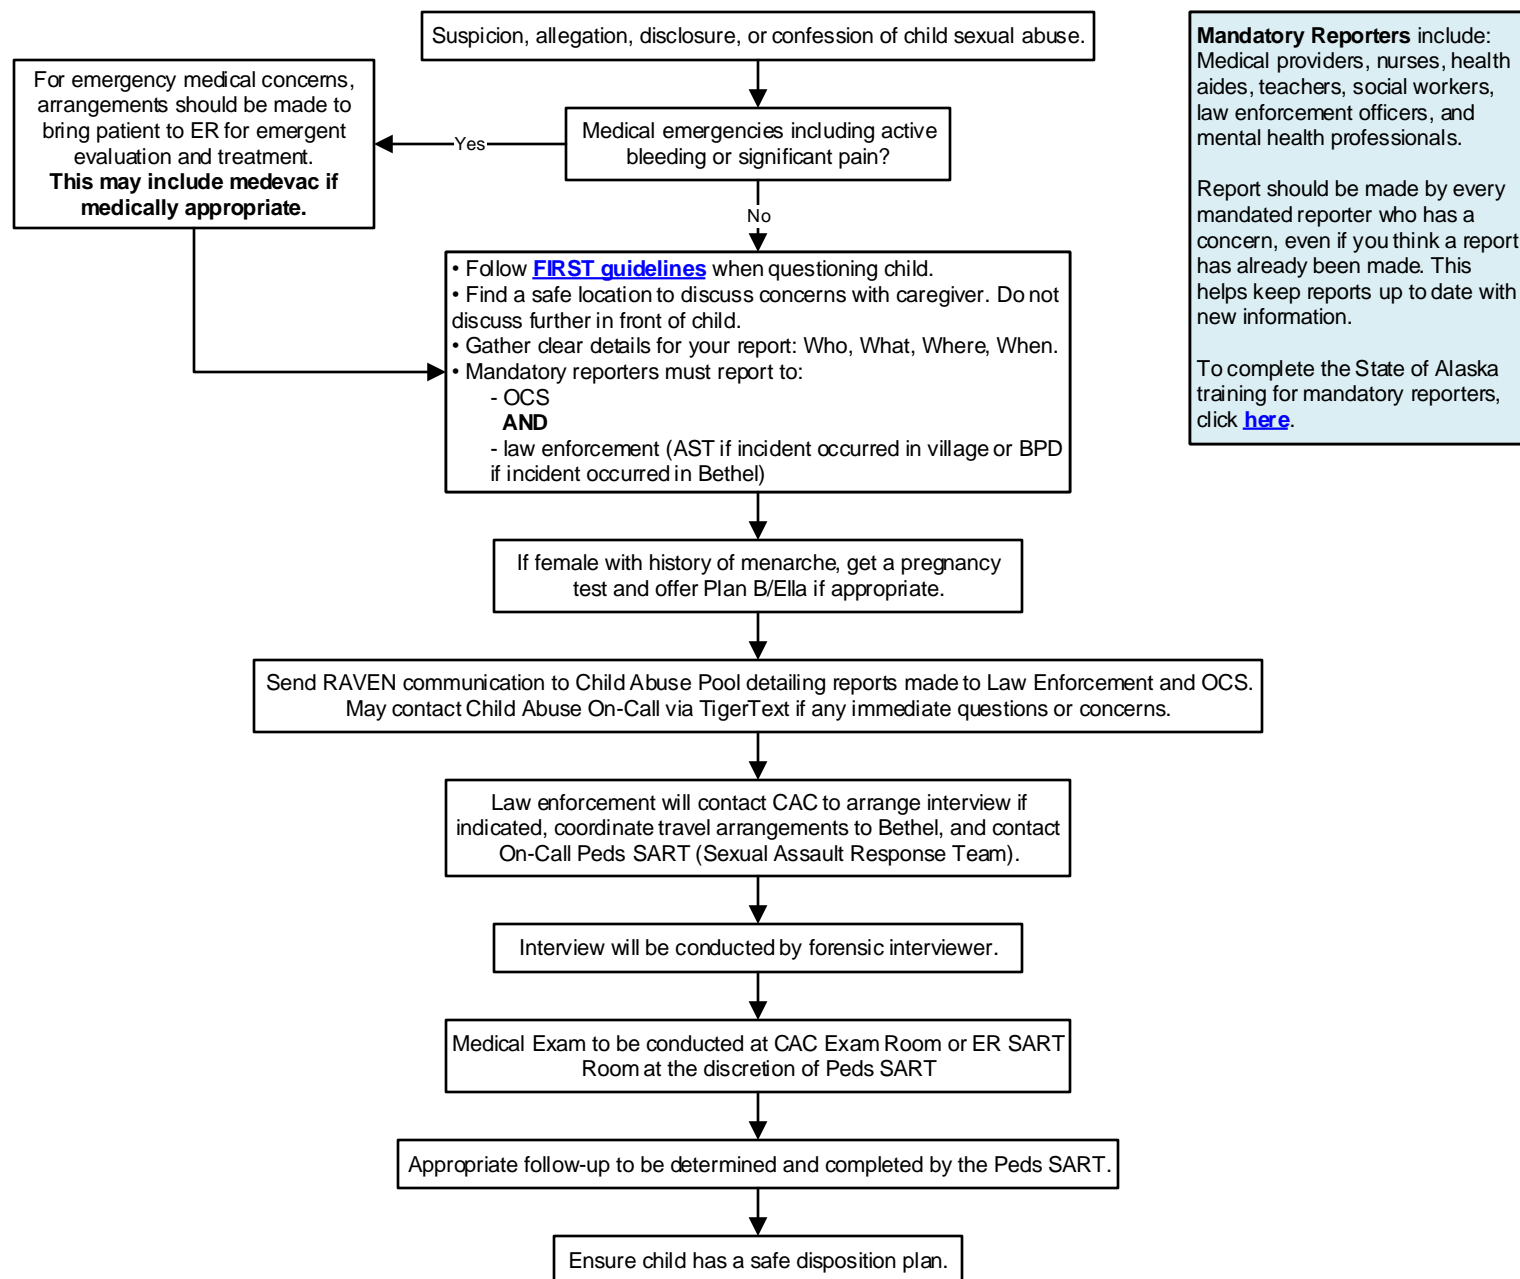 Suspicion, allegation, disclosure, or confession of child sexual abuse.
For emergency medical concerns,
arrangements should be made to
bring patient to ER for emergent
evaluation and treatment.
This may include medevac if
medically appropriate.
Yes
Medical emergencies including active
bleeding or significant pain?
No
• Follow FIRST guidelines when questioning child.
• Find a safe location to discuss concerns with caregiver. Do not
discuss further in front of child.
• Gather clear details for your report: Who, What, Where, When.
• Mandatory reporters must report to:
- OCS
AND
- law enforcement (AST if incident occurred in village or BPD
if incident occurred in Bethel)
If female with history of menarche, get a pregnancy
test and offer Plan B/Ella if appropriate.
Send RAVEN communication to Child Abuse Pool detailing reports made to Law Enforcement and OCS.
May contact Child Abuse On-Call via TigerText if any immediate questions or concerns.
Law enforcement will contact CAC to arrange interview if
indicated, coordinate travel arrangements to Bethel, and contact
On-Call Peds SART (Sexual Assault Response Team).
Interview will be conducted by forensic interviewer.
Medical Exam to be conducted at CAC Exam Room or ER SART
Room at the discretion of Peds SART
Appropriate follow-up to be determined and completed by the Peds SART.
Ensure child has a safe disposition plan.
Mandatory Reporters include:
Medical providers, nurses, health
aides, teachers, social workers,
law enforcement officers, and
mental health professionals.
Report should be made by every
mandated reporter who has a
concern, even if you think a report
has already been made. This
helps keep reports up to date with
new information.
To complete the State of Alaska
training for mandatory reporters,
click here.